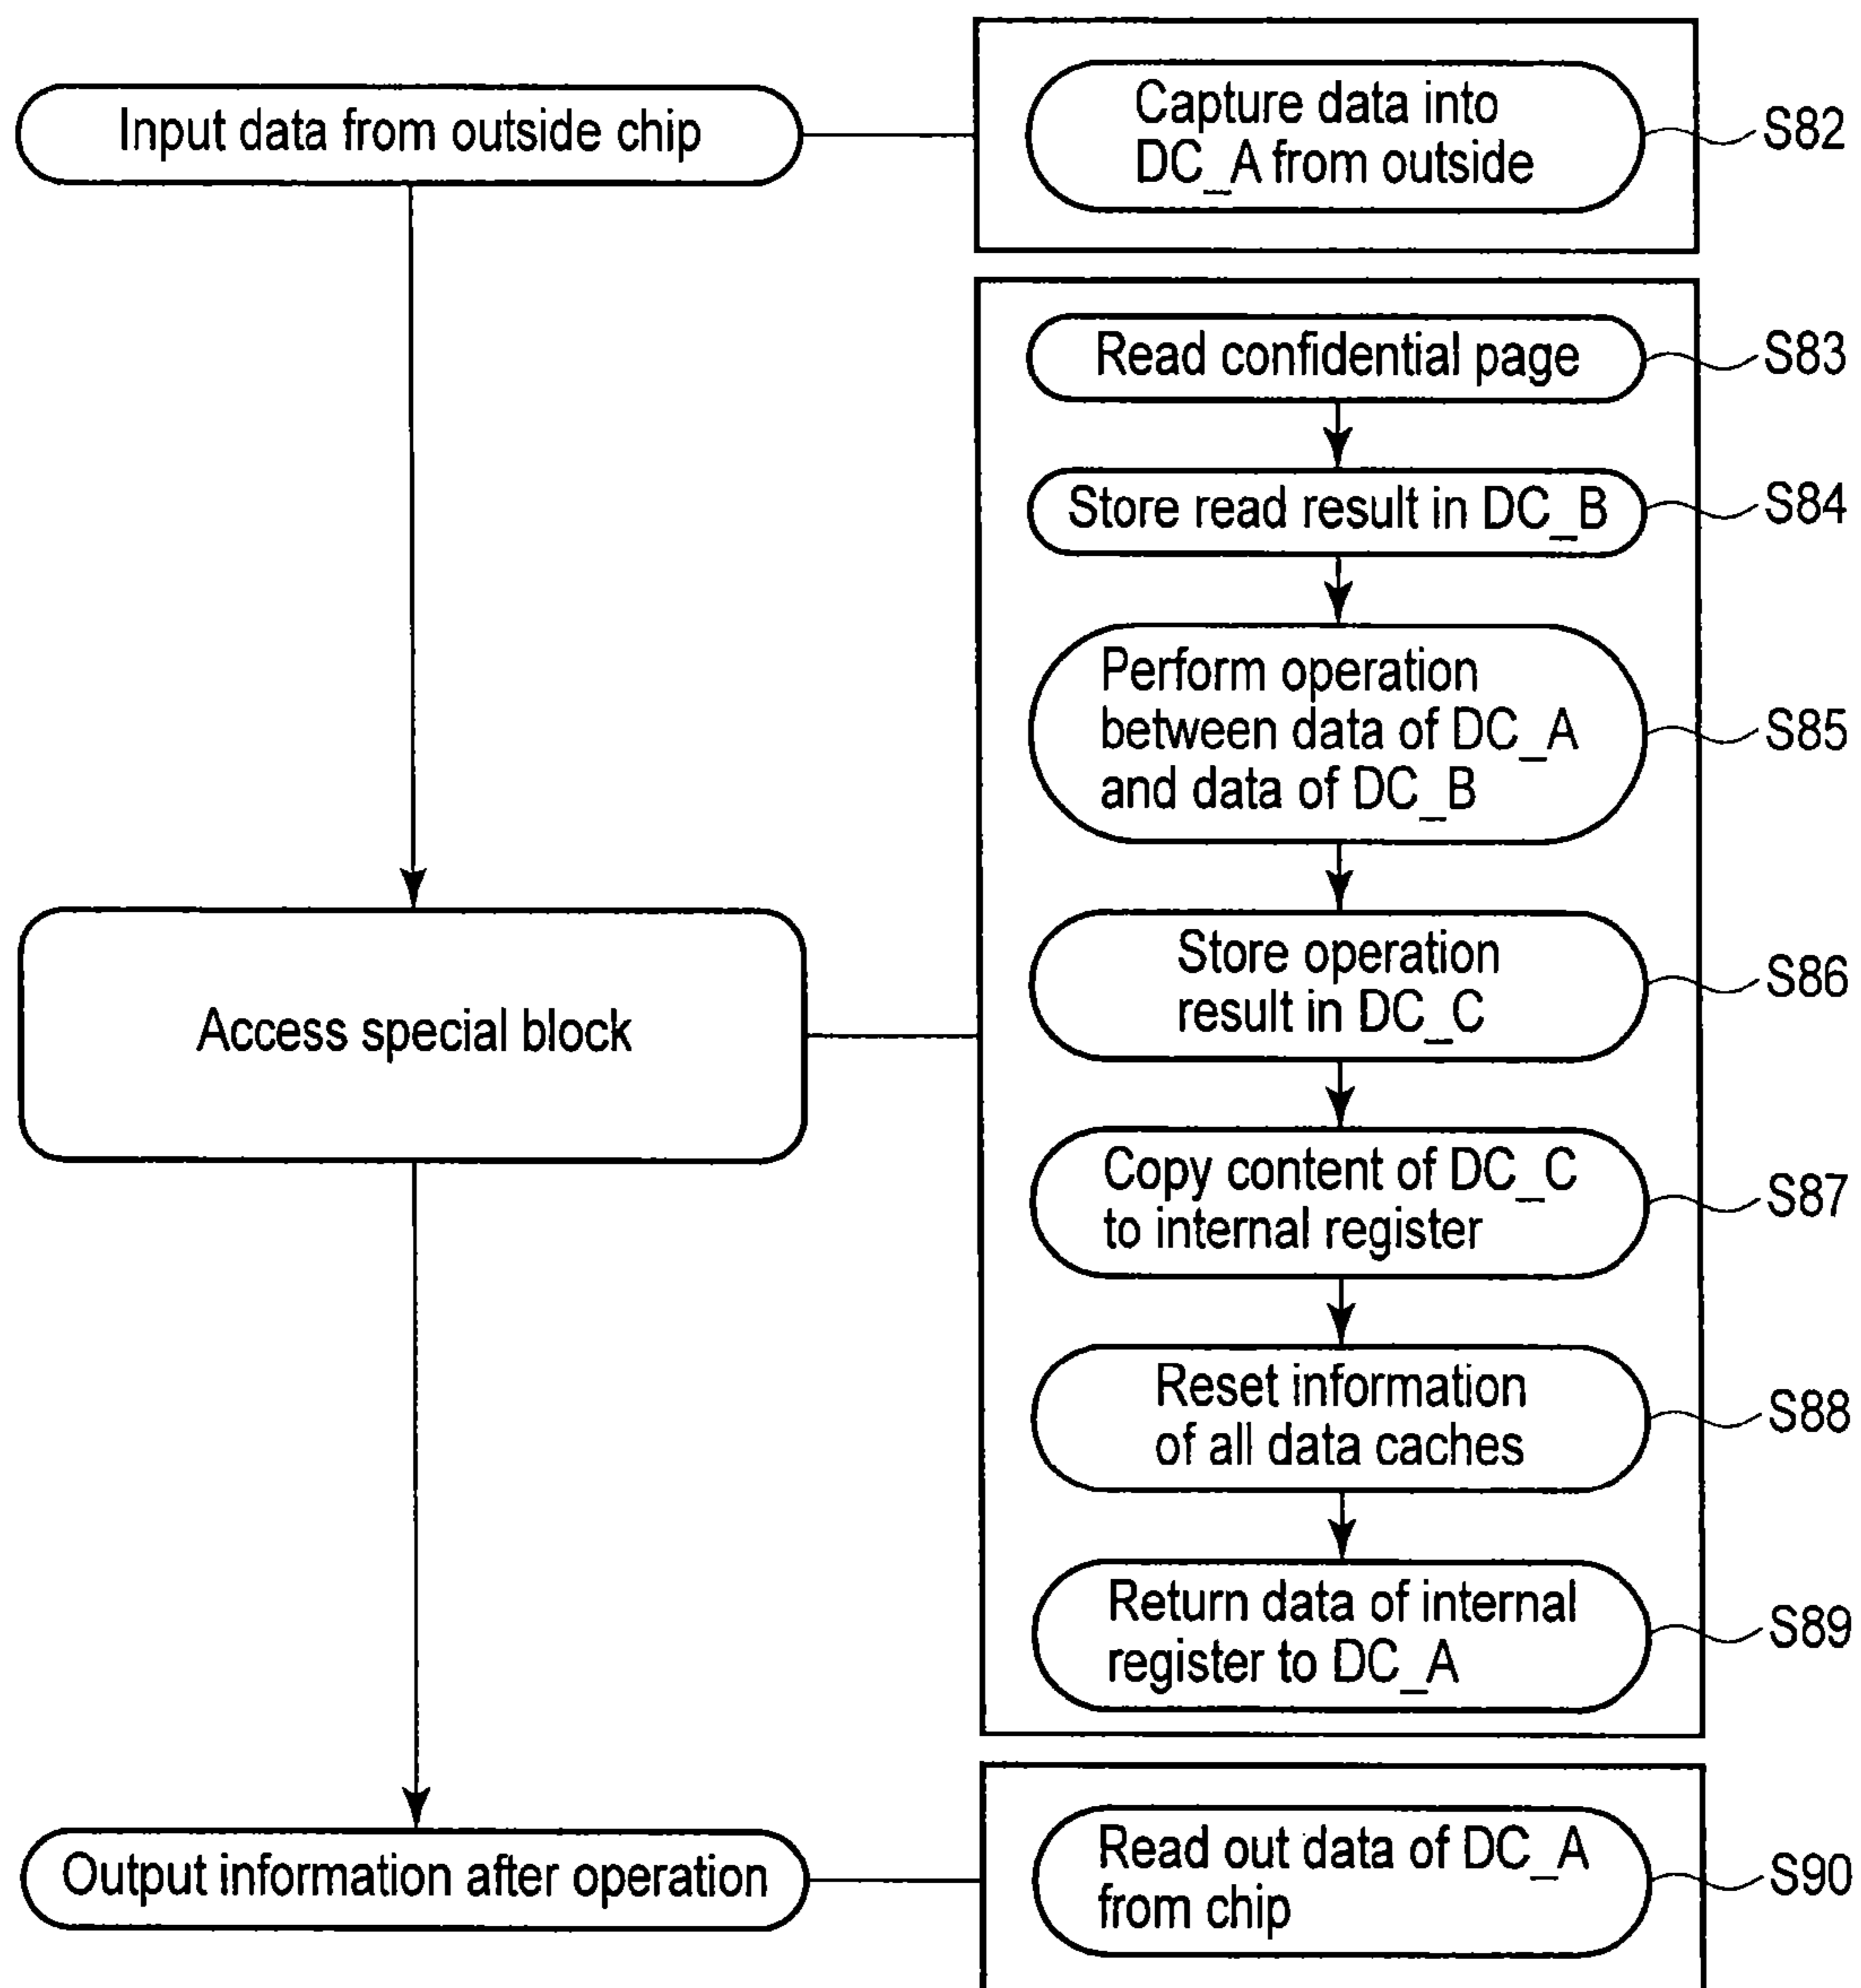 Input data from outside chip
Capture data into
DC_A from outside
S82
Read confidential page
S83
Store read result in DC_B
S84
Perform operation
between data of DC_A
and data of DC_B
S85
Access special block
Store operation
result in DC_C
S86
Copy content of DC_C
to internal register
S87
Reset information
of all data caches
S88
Return data of internal
register to DC_A
S89
Output information after operation
Read out data of DC_A
from chip
S90